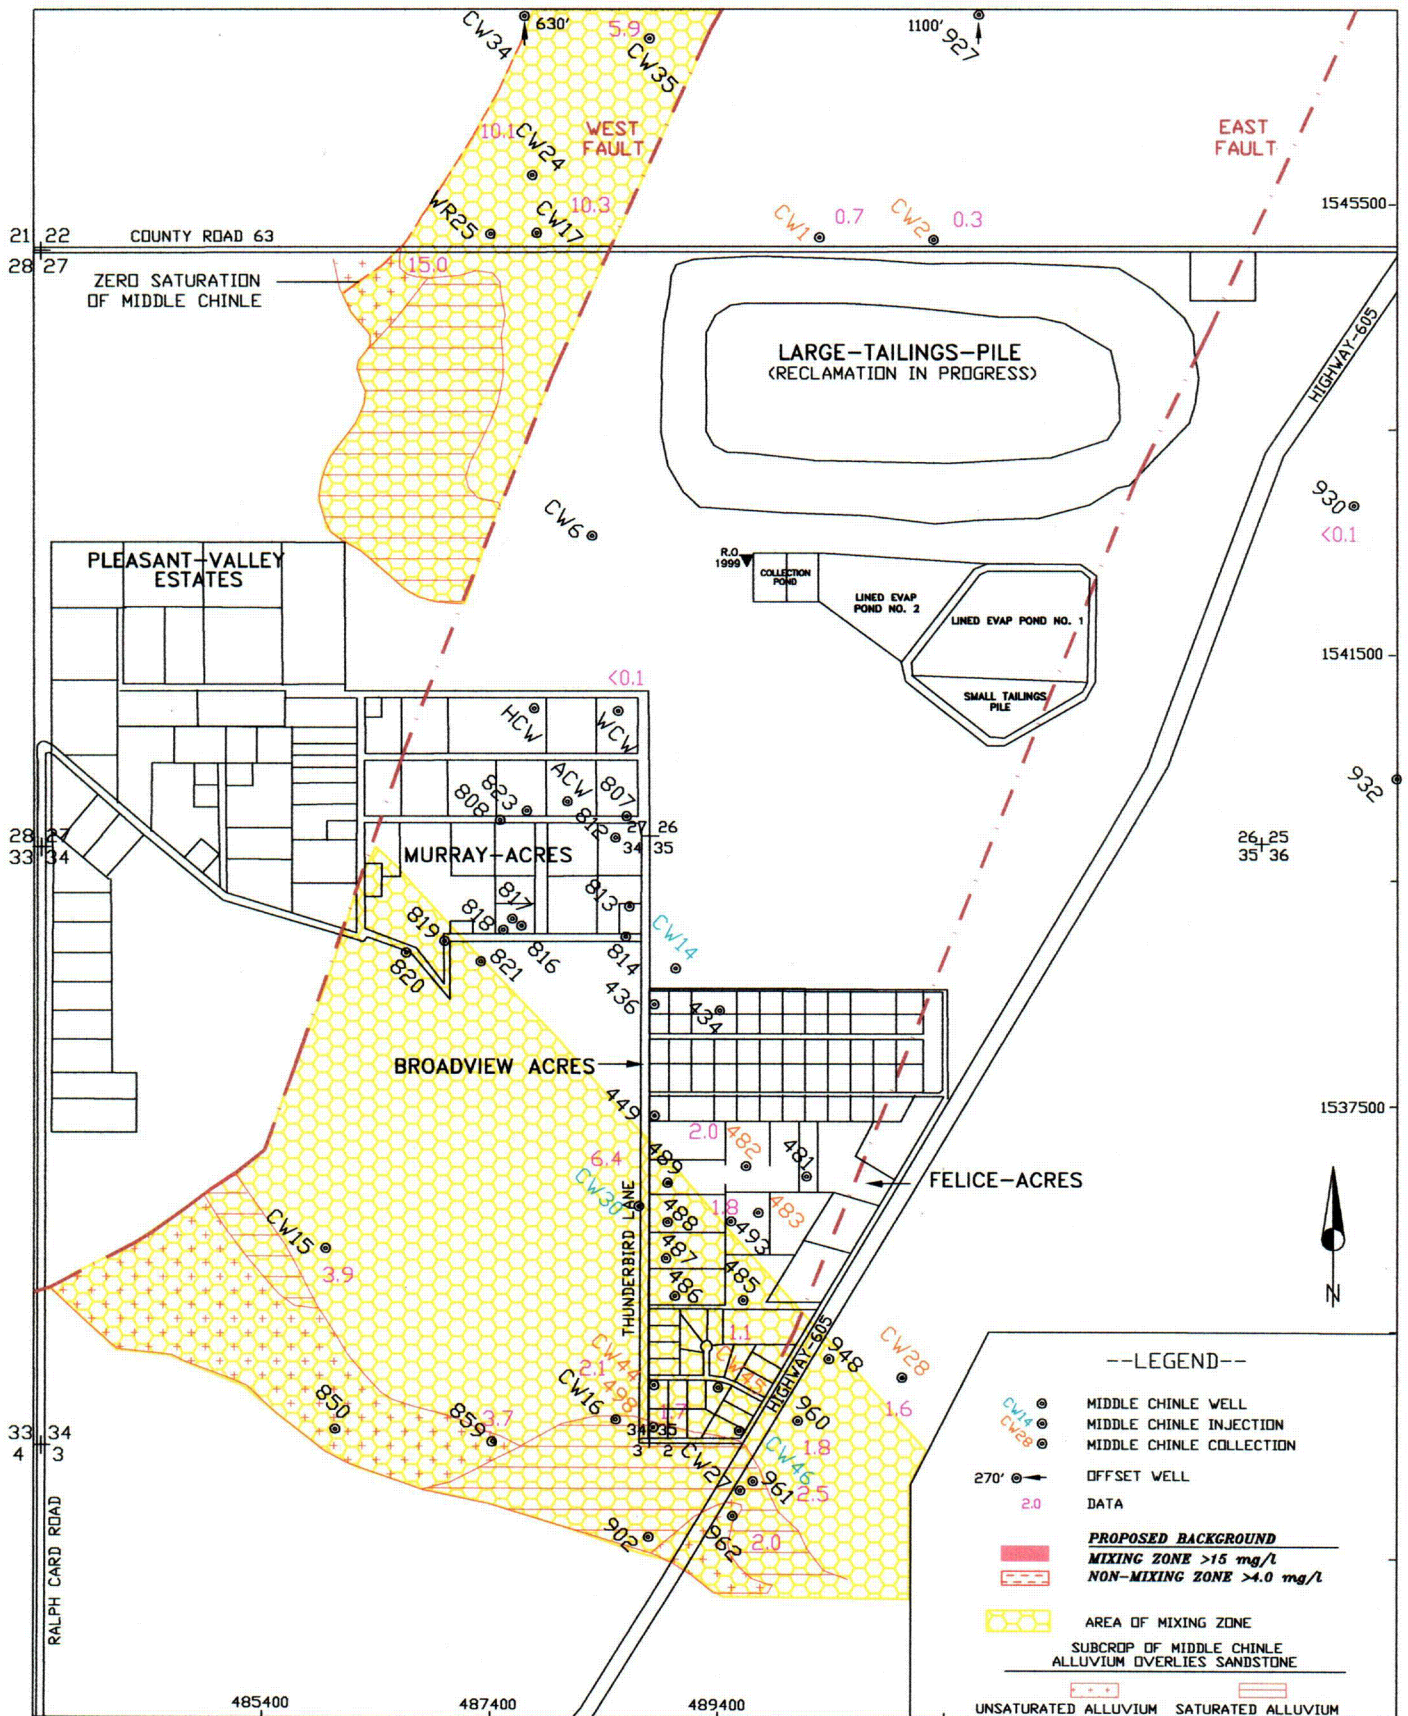 CW34
630'
5.9
CW35
1100'
927
WEST
FAULT
EAST
FAULT
10.1
CW24
WR25
CW17
10.3
CW1
0.7
CW2
0.3
1545500
21 22
28 27
COUNTY ROAD 63
15.0
ZERO SATURATION
OF MIDDLE CHINLE
LARGE-TAILINGS-PILE
(RECLAMATION IN PROGRESS)
HIGHWAY-605
CW6
930
<0.1
R.O.
1999
COLLECTION
POND
LINED EVAP
POND NO. 2
LINED EVAP POND NO. 1
SMALL TAILINGS
PILE
PLEASANT-VALLEY
ESTATES
1541500
<0.1
HCW
WCW
932
ACW
807
823
808
812
28 27
33 34
27 26
34 35
26 25
35 36
MURRAY-ACRES
817
818
816
813
814
819
820
821
CW14
436
434
BROADVIEW ACRES
449
1537500
2.0
482
481
6.4
489
CW30
FELICE-ACRES
THUNDERBIRD LANE
488
1.8
493
483
487
486
485
CW15
3.9
1.1
HIGHWAY-605
948
CW28
1.6
CW44
2.1
498
CW45
CW16
1.7
960
1.8
850
859
3.7
33 34
4 3
34 35
3 2
CW27
CW46
961
2.5
962
2.0
902
N
RALPH CARD ROAD
485400
487400
489400
--LEGEND--
CW14
CW28
MIDDLE CHINLE WELL
MIDDLE CHINLE INJECTION
MIDDLE CHINLE COLLECTION
270'
OFFSET WELL
2.0
DATA
PROPOSED BACKGROUND
MIXING ZONE >15 mg/l
NON-MIXING ZONE >4.0 mg/l
AREA OF MIXING ZONE
SUBCROP OF MIDDLE CHINLE
ALLUVIUM OVERLIES SANDSTONE
UNSATURATED ALLUVIUM
SATURATED ALLUVIUM